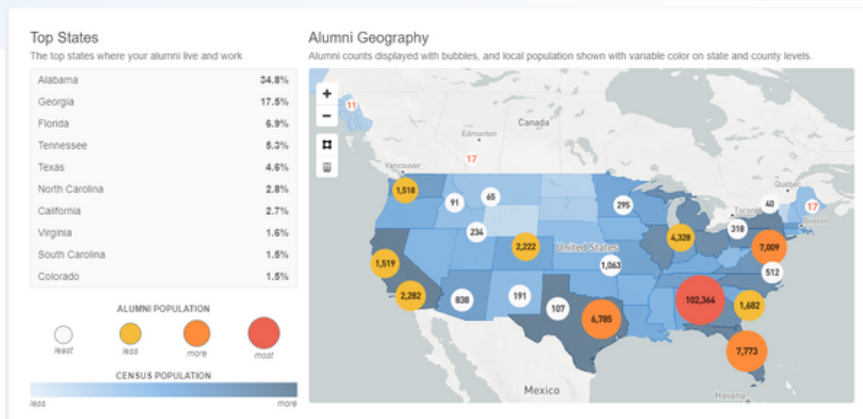 Top States
The top states where your alumni live and work
Alabama 34.8%
Georgia 17.5%
Florida 6.9%
Tennessee 5.3%
Texas 4.6%
North Carolina 2.8%
California 2.7%
Virginia 1.6%
South Carolina 1.5%
Colorado 1.5%
ALUMNI POPULATION
least
less
more
most
CENSUS POPULATION
less
more
Alumni Geography
Alumni counts displayed with bubbles, and local population shown with variable color on state and county levels.
+
−
11
Canada
Edmonton
17
Vancouver
Quebec
1,518
91
65
295
40
17
Toron
Boston
318
234
2,222
United States
4,328
7,009
1,519
1,063
512
2,282
838
191
107
6,785
102,364
1,682
7,773
Mexico
Havana